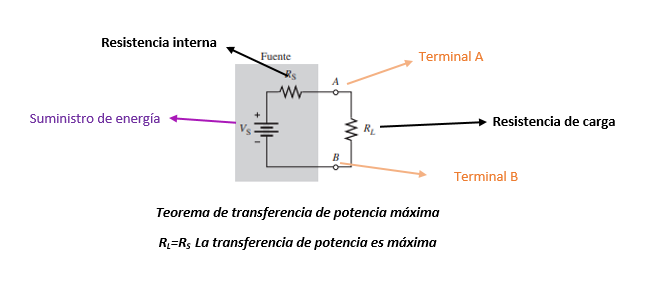 Resistencia interna
Fuente
Terminal A
R_S
A
Suministro de energía
+
V_S
−
R_L
Resistencia de carga
B
Terminal B
Teorema de transferencia de potencia máxima
R_L=R_S La transferencia de potencia es máxima